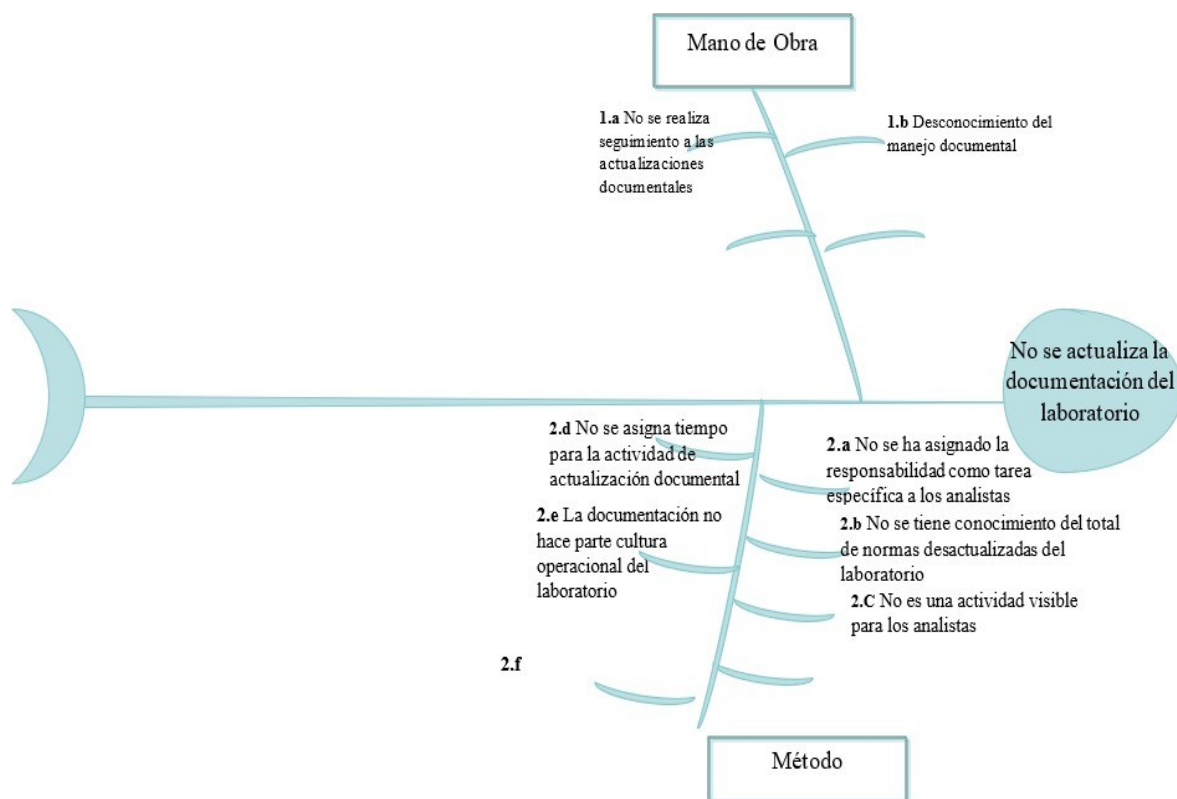 Mano de Obra
1.a No se realiza
seguimiento a las
actualizaciones
documentales
1.b Desconocimiento del
manejo documental
No se actualiza la
documentación del
laboratorio
2.d No se asigna tiempo
para la actividad de
actualización documental
2.e La documentación no
hace parte cultura
operacional del
laboratorio
2.f
2.a No se ha asignado la
responsabilidad como tarea
específica a los analistas
2.b No se tiene conocimiento del total
de normas desactualizadas del
laboratorio
2.C No es una actividad visible
para los analistas
Método